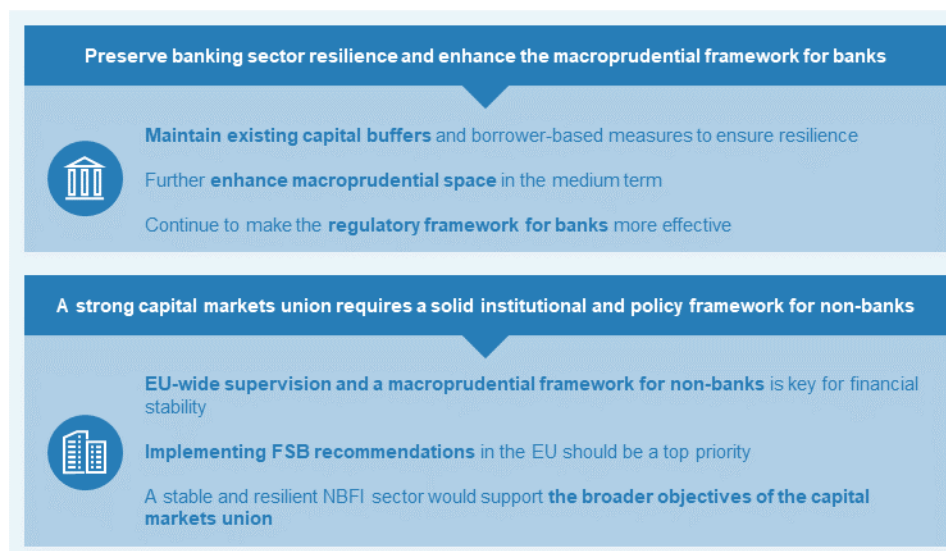 Preserve banking sector resilience and enhance the macroprudential framework for banks
Maintain existing capital buffers and borrower-based measures to ensure resilience
Further enhance macroprudential space in the medium term
Continue to make the regulatory framework for banks more effective
A strong capital markets union requires a solid institutional and policy framework for non-banks
EU-wide supervision and a macroprudential framework for non-banks is key for financial
stability
Implementing FSB recommendations in the EU should be a top priority
A stable and resilient NBFI sector would support the broader objectives of the capital
markets union